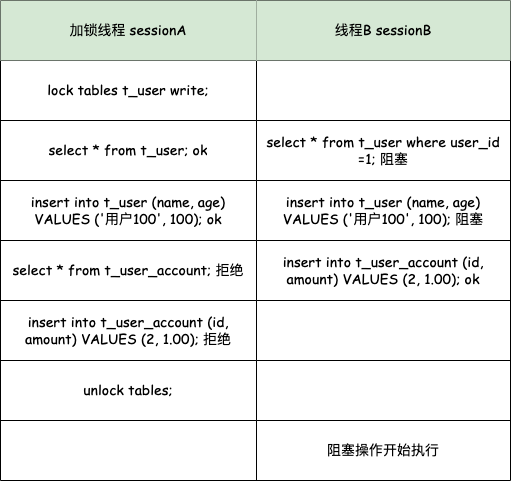 加锁线程 sessionA
线程B sessionB
lock tables t_user write;
select * from t_user; ok
select * from t_user where user_id
=1; 阻塞
insert into t_user (name, age)
VALUES ('用户100', 100); ok
insert into t_user (name, age)
VALUES ('用户100', 100); 阻塞
select * from t_user_account; 拒绝
insert into t_user_account (id,
amount) VALUES (2, 1.00); ok
insert into t_user_account (id,
amount) VALUES (2, 1.00); 拒绝
unlock tables;
阻塞操作开始执行